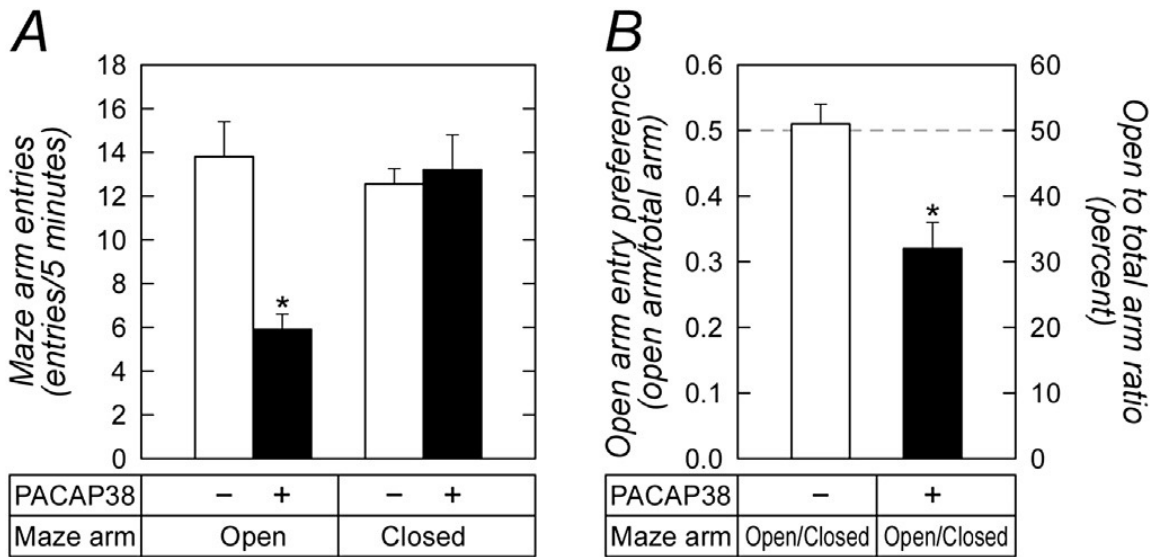 A
B
Maze arm entries
(entries/5 minutes)
18
16
14
12
10
8
6
4
2
0
*
PACAP38 − + − +
Maze arm Open Closed
Open arm entry preference
(open arm/total arm)
0.6
0.5
0.4
0.3
0.2
0.1
0.0
*
60
50
40
30
20
10
0
Open to total arm ratio
(percent)
PACAP38 − +
Maze arm Open/Closed Open/Closed